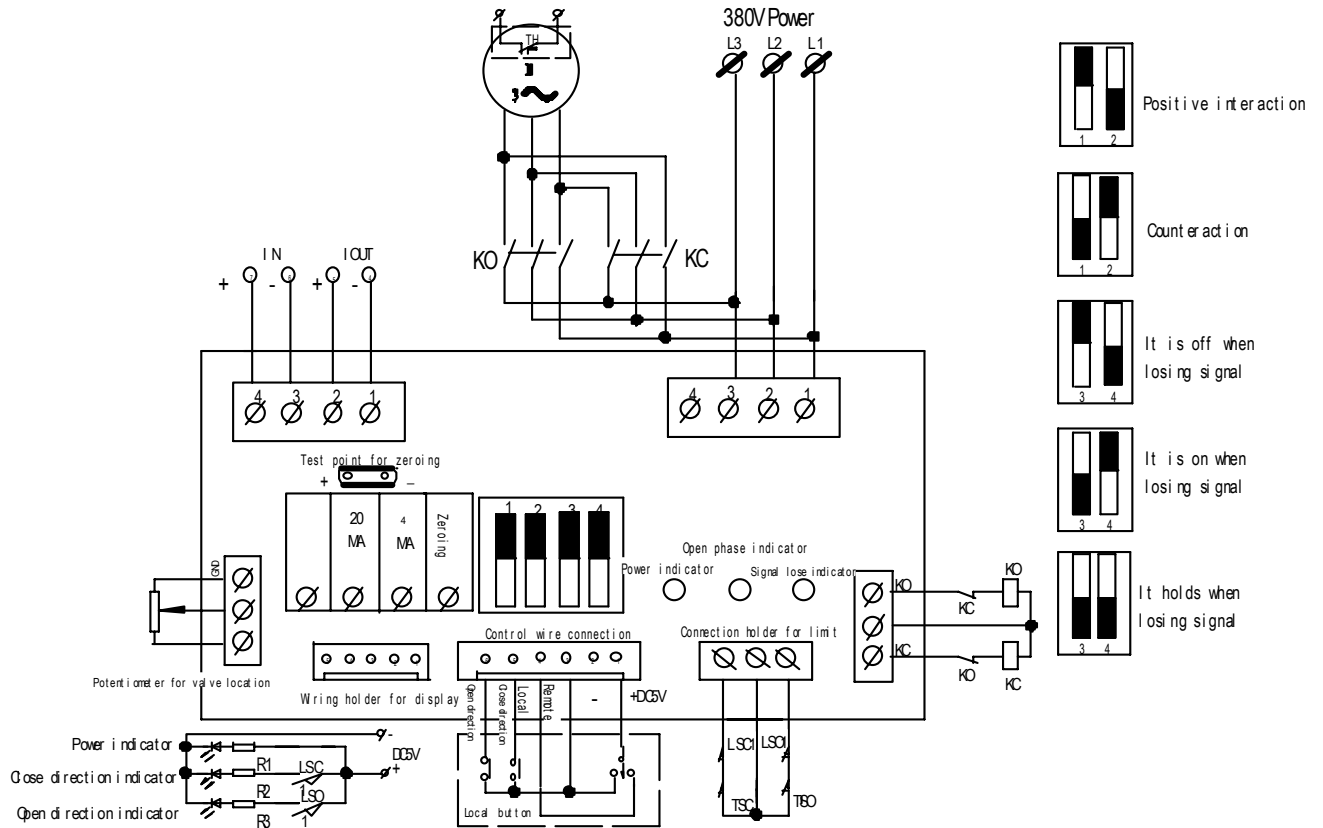 380V Power
TH
L3 L2 L1
KO
KC
IN
IOUT
+ - + -
4 3 2 1
4 3 2 1
Test point for zeroing
+ -
20 MA
4 MA
Zeroing
1 2 3 4
Open phase indicator
Power indicator
Signal lose indicator
GND
Potentiometer for valve location
Wiring holder for display
Control wire connection
Connection holder for limit
Open direction
Close direction
Local
Remote
-
+DC5V
Local button
LSC1
LSO1
TSC
TSO
KO
KC
KC
KO
KO
KC
Power indicator
Close direction indicator
Open direction indicator
R1
R2
R3
LSC
1
LSO
1
-
DC5V
+
Positive interaction
1 2
Counteraction
1 2
It is off when
losing signal
3 4
It is on when
losing signal
3 4
It holds when
losing signal
3 4